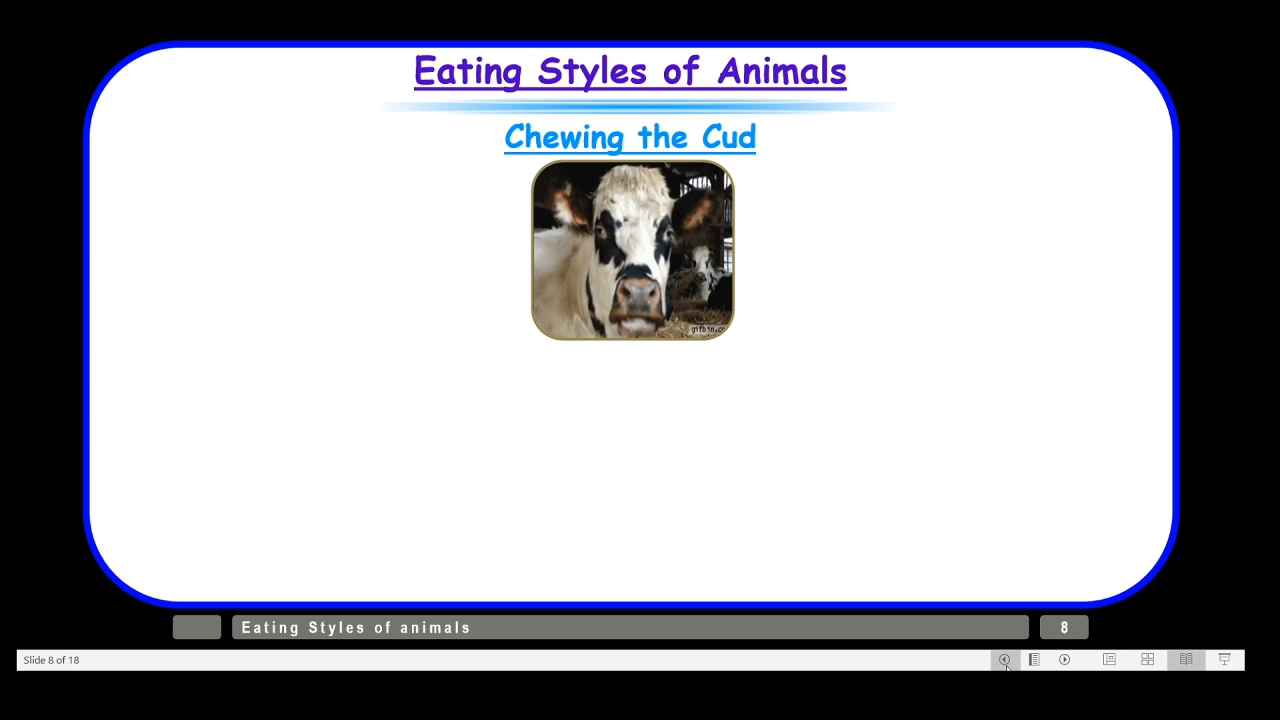 Eating Styles of Animals
Chewing the Cud
Eating Styles of animals
8
Slide 8 of 18